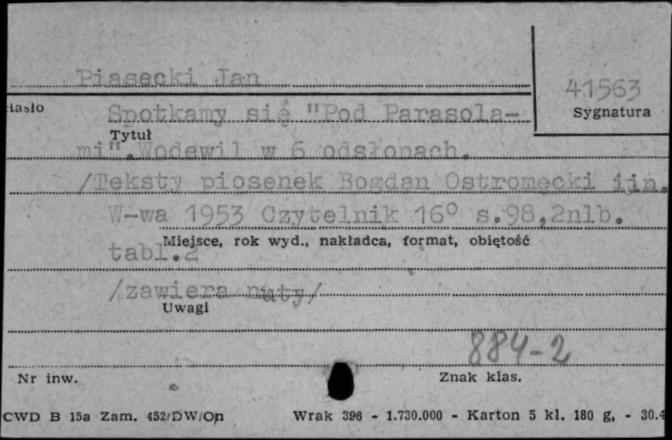 Piasecki Jan
41563
iasło
Sygnatura
Spotkamy się "Pod Parasola-
Tytuł
mi".Wodewil w 6 odsłonach.
/Teksty piosenek Bogdan Ostromęcki iin.
W-wa 1953 Czytelnik 16° s.98,2nlb.
Miejsce, rok wyd., nakładca, format, objętość
tabl.2
/zawiera nuty/
Uwagi
884-2
Nr inw.
Znak klas.
CWD B 15a Zam. 452/DW/Op
Wrak 396 - 1.730.000 - Karton 5 kl. 180 g, - 30.4